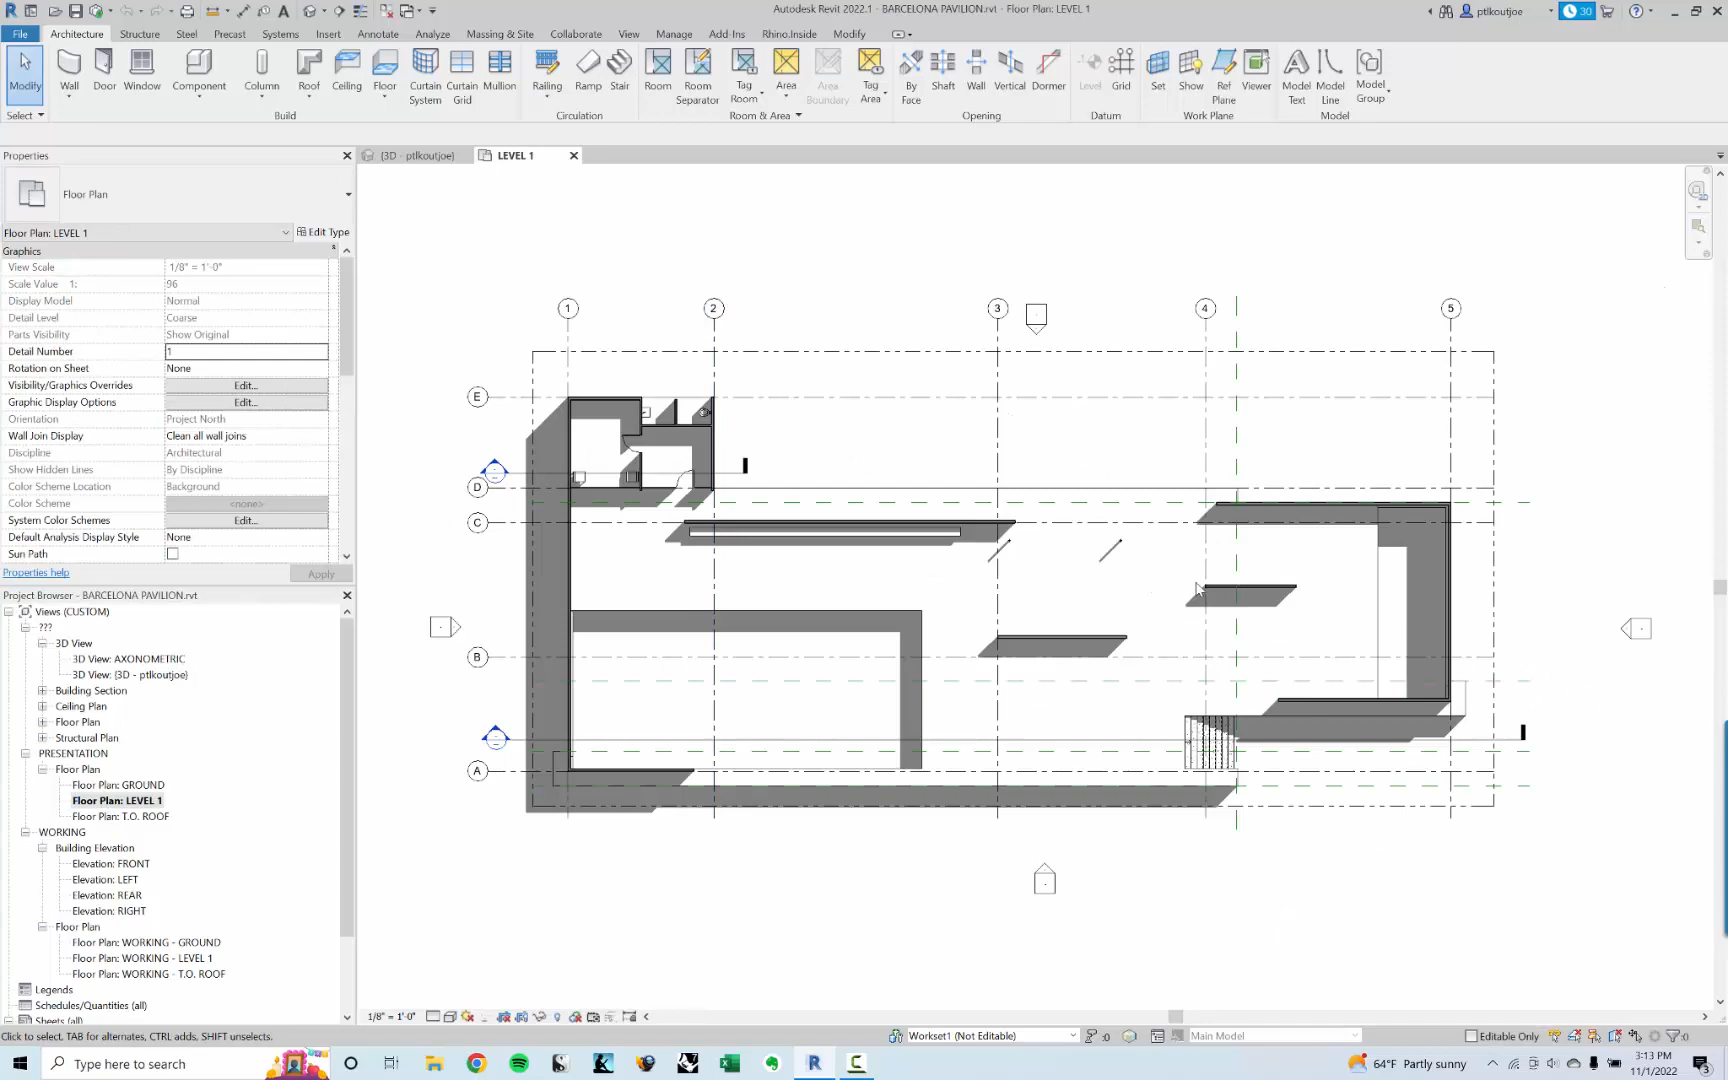 Autodesk Revit 2022.1 - BARCELONA PAVILION.rvt - Floor Plan: LEVEL 1
ptlkoutjoe
30
File Architecture Structure Steel Precast Systems Insert Annotate Analyze Massing & Site Collaborate View Manage Add-Ins Rhino.Inside Modify
Modify Wall Door Window Component Column Roof Ceiling Floor Curtain System Curtain Grid Mullion Railing Ramp Stair Room Room Separator Tag Room Area Area Boundary Tag Area By Face Shaft Wall Vertical Dormer Level Grid Set Show Ref Plane Viewer Model Text Model Line Model Group
Select Build Circulation Room & Area Opening Datum Work Plane Model
Properties
{3D - ptlkoutjoe}
LEVEL 1
Floor Plan
Floor Plan: LEVEL 1
Edit Type
Graphics
View Scale 1/8" = 1'-0"
Scale Value 1: 96
Display Model Normal
Detail Level Coarse
Parts Visibility Show Original
Detail Number 1
Rotation on Sheet None
Visibility/Graphics Overrides Edit...
Graphic Display Options Edit...
Orientation Project North
Wall Join Display Clean all wall joins
Discipline Architectural
Show Hidden Lines By Discipline
Color Scheme Location Background
Color Scheme <none>
System Color Schemes Edit...
Default Analysis Display Style None
Sun Path
Properties help
Apply
Project Browser - BARCELONA PAVILION.rvt
Views (CUSTOM)
???
3D View
3D View: AXONOMETRIC
3D View: {3D - ptlkoutjoe}
Building Section
Ceiling Plan
Floor Plan
Structural Plan
PRESENTATION
Floor Plan
Floor Plan: GROUND
Floor Plan: LEVEL 1
Floor Plan: T.O. ROOF
WORKING
Building Elevation
Elevation: FRONT
Elevation: LEFT
Elevation: REAR
Elevation: RIGHT
Floor Plan
Floor Plan: WORKING - GROUND
Floor Plan: WORKING - LEVEL 1
Floor Plan: WORKING - T.O. ROOF
Legends
Schedules/Quantities (all)
Sheets (all)
1 2 3 4 5
E
D
C
B
A
1/8" = 1'-0"
Click to select, TAB for alternates, CTRL adds, SHIFT unselects.
Workset1 (Not Editable)
:0
Main Model
Editable Only
:0
Type here to search
64°F Partly sunny
3:13 PM
11/1/2022
3